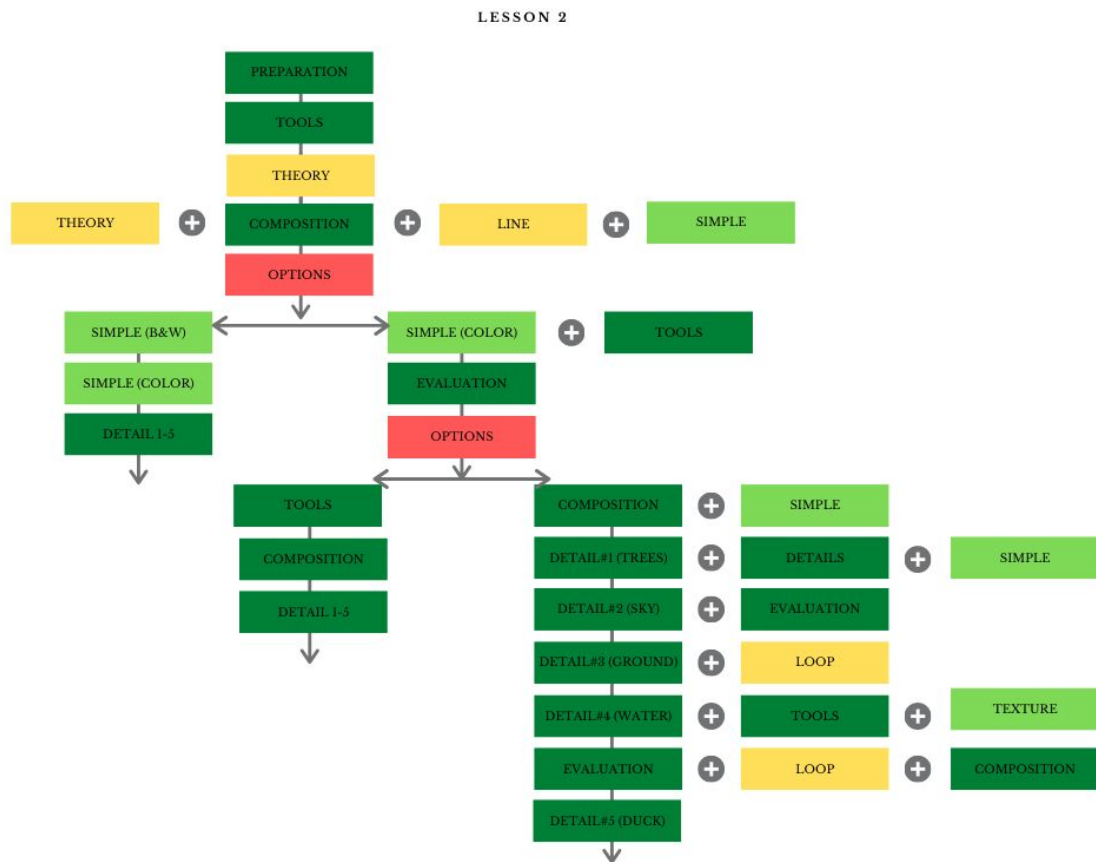 LESSON 2
PREPARATION
TOOLS
THEORY
THEORY
COMPOSITION
LINE
SIMPLE
OPTIONS
SIMPLE (B&W)
SIMPLE (COLOR)
TOOLS
SIMPLE (COLOR)
EVALUATION
DETAIL 1-5
OPTIONS
TOOLS
COMPOSITION
SIMPLE
COMPOSITION
DETAIL#1 (TREES)
DETAILS
SIMPLE
DETAIL 1-5
DETAIL#2 (SKY)
EVALUATION
DETAIL#3 (GROUND)
LOOP
DETAIL#4 (WATER)
TOOLS
TEXTURE
EVALUATION
LOOP
COMPOSITION
DETAIL#5 (DUCK)